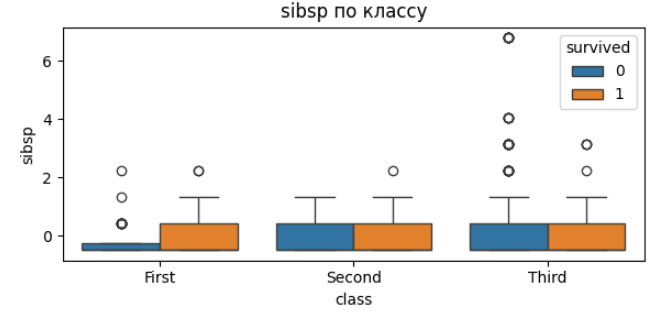 sibsp по классу
survived
0
1
sibsp
6
4
2
0
First Second Third
class